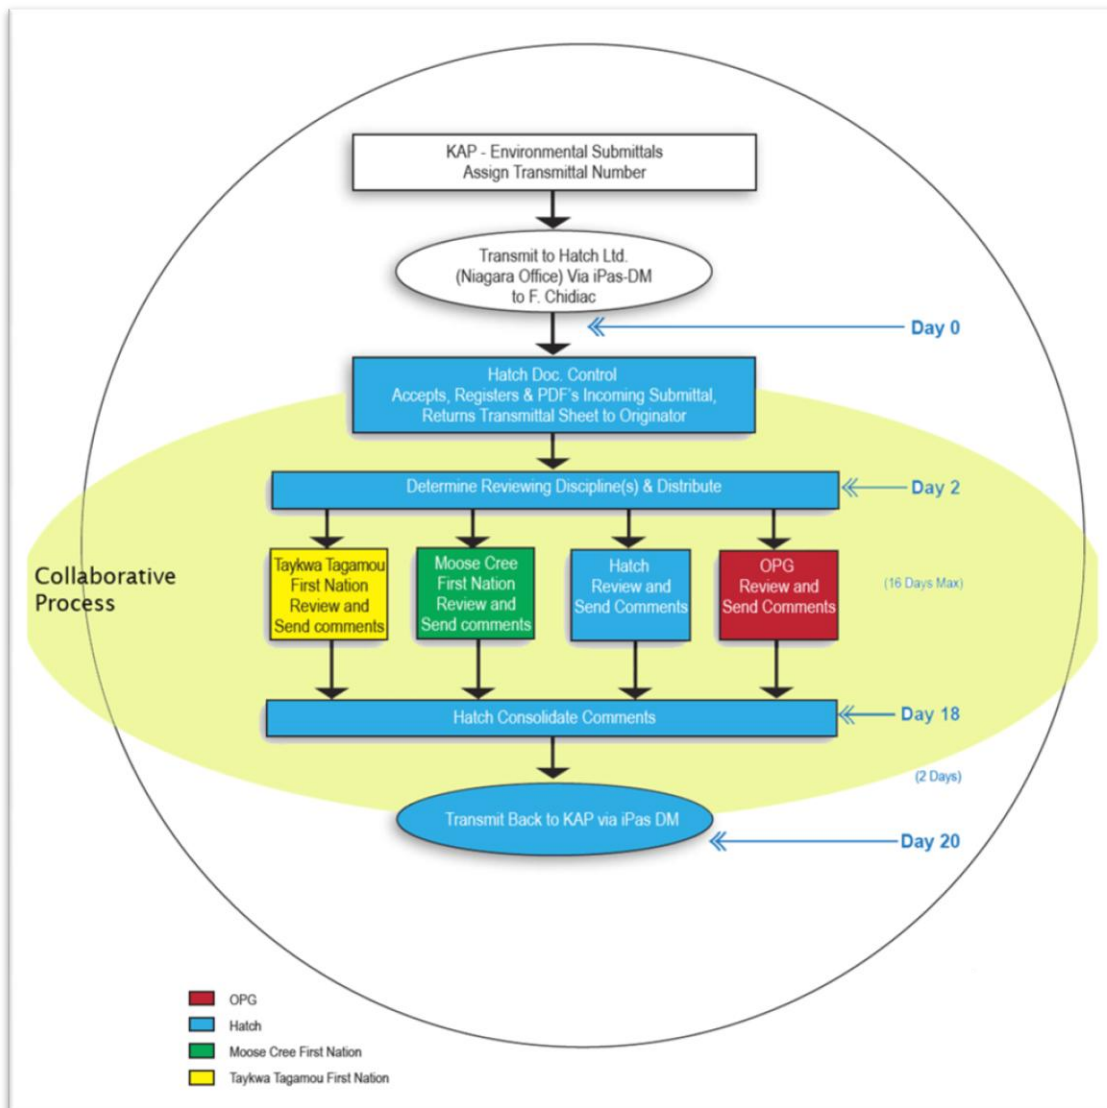 KAP - Environmental Submittals
Assign Transmittal Number
Transmit to Hatch Ltd.
(Niagara Office) Via iPas-DM
to F. Chidiac
Day 0
Hatch Doc. Control
Accepts, Registers & PDF's Incoming Submittal,
Returns Transmittal Sheet to Originator
Determine Reviewing Discipline(s) & Distribute
Day 2
Collaborative
Process
Taykwa Tagamou
First Nation
Review and
Send comments
Moose Cree
First Nation
Review and
Send comments
Hatch
Review and
Send Comments
OPG
Review and
Send Comments
(16 Days Max)
Hatch Consolidate Comments
Day 18
(2 Days)
Transmit Back to KAP via iPas DM
Day 20
OPG
Hatch
Moose Cree First Nation
Taykwa Tagamou First Nation